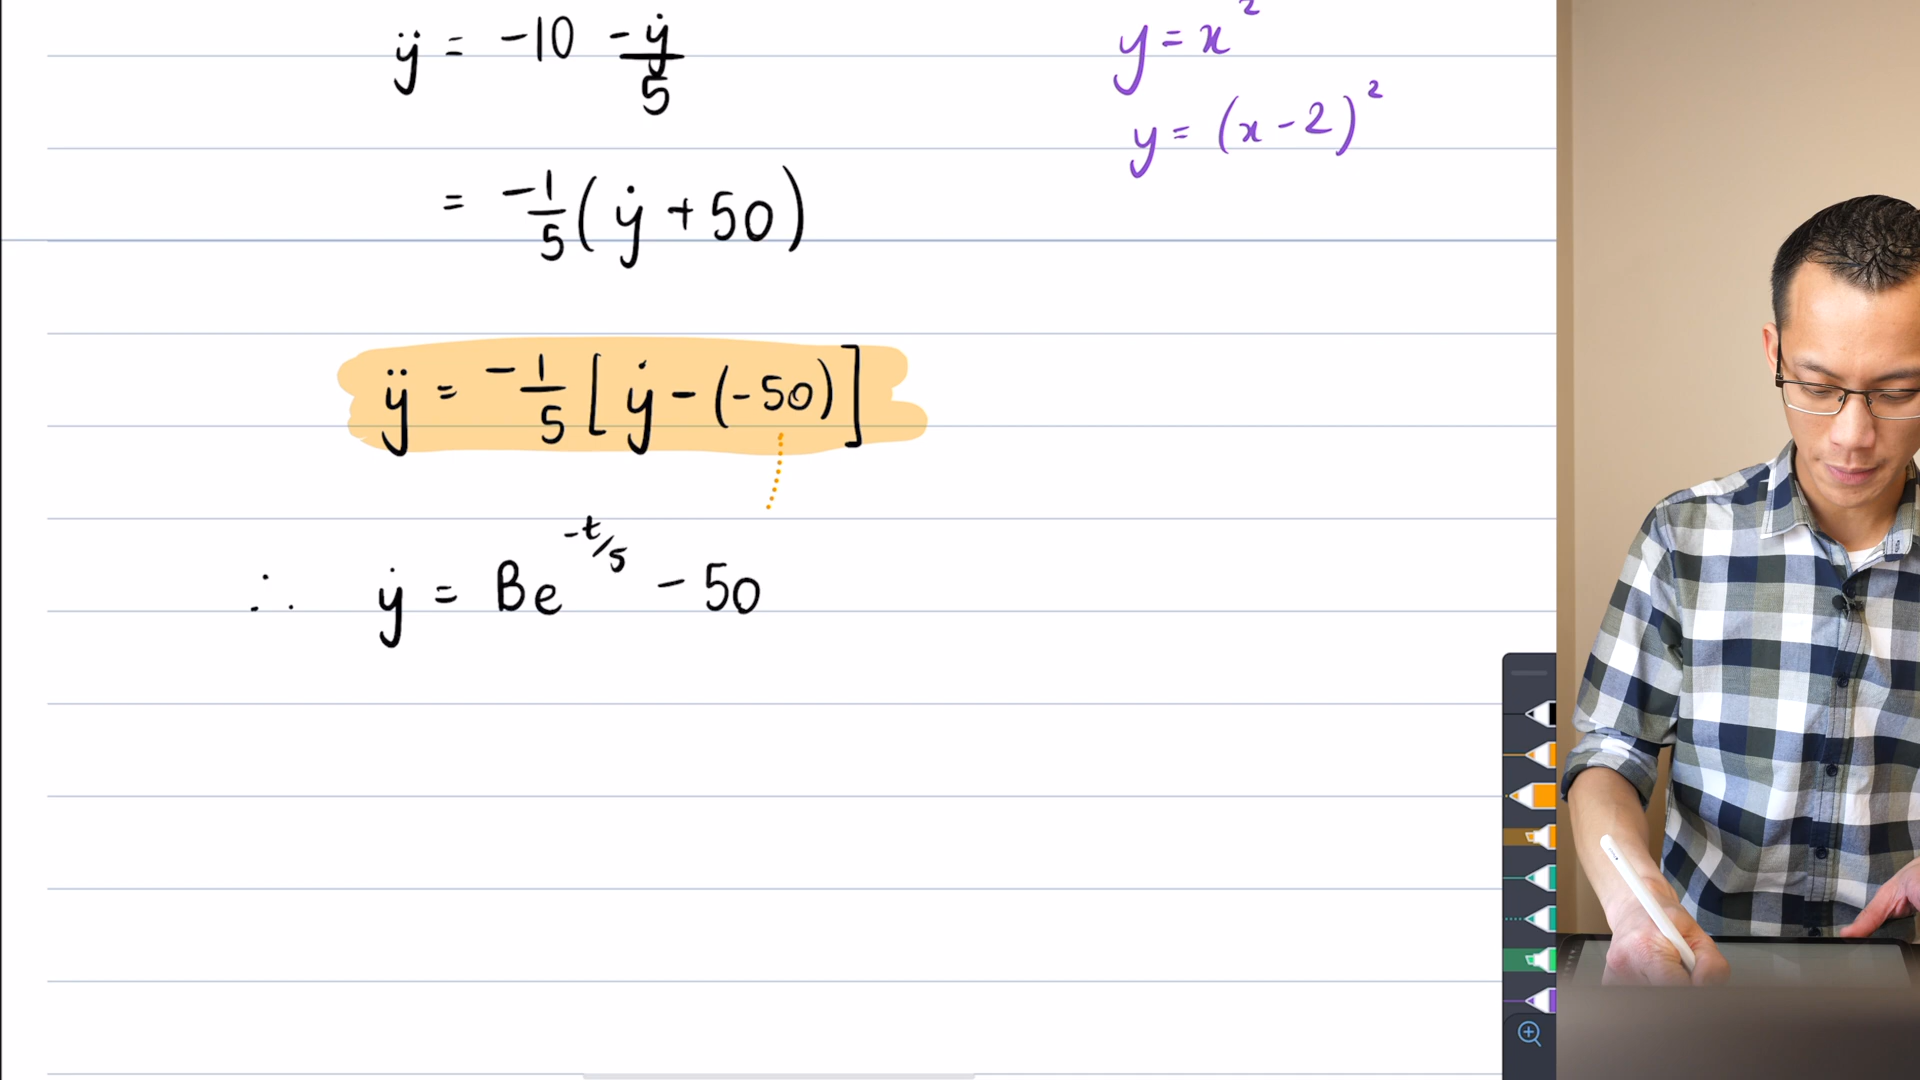 ÿ = -10 - ẏ/5
y = x²
y = (x - 2)²
= -1/5 (ẏ + 50)
ÿ = -1/5 [ẏ - (-50)]
∴ ẏ = Be^(-t/5) - 50